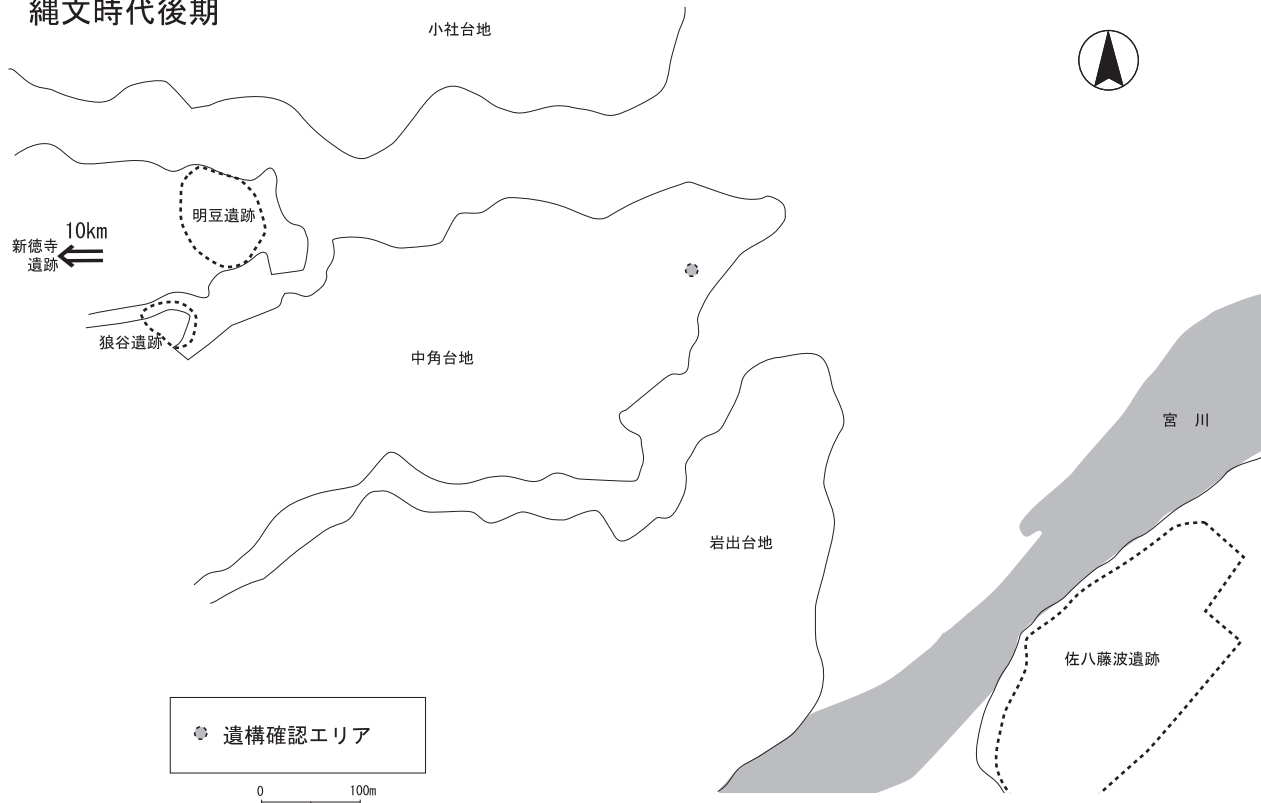 縄文時代後期
小社台地
明豆遺跡
10km
新徳寺
遺跡
狼谷遺跡
中角台地
宮 川
岩出台地
佐八藤波遺跡
遺構確認エリア
0 100m